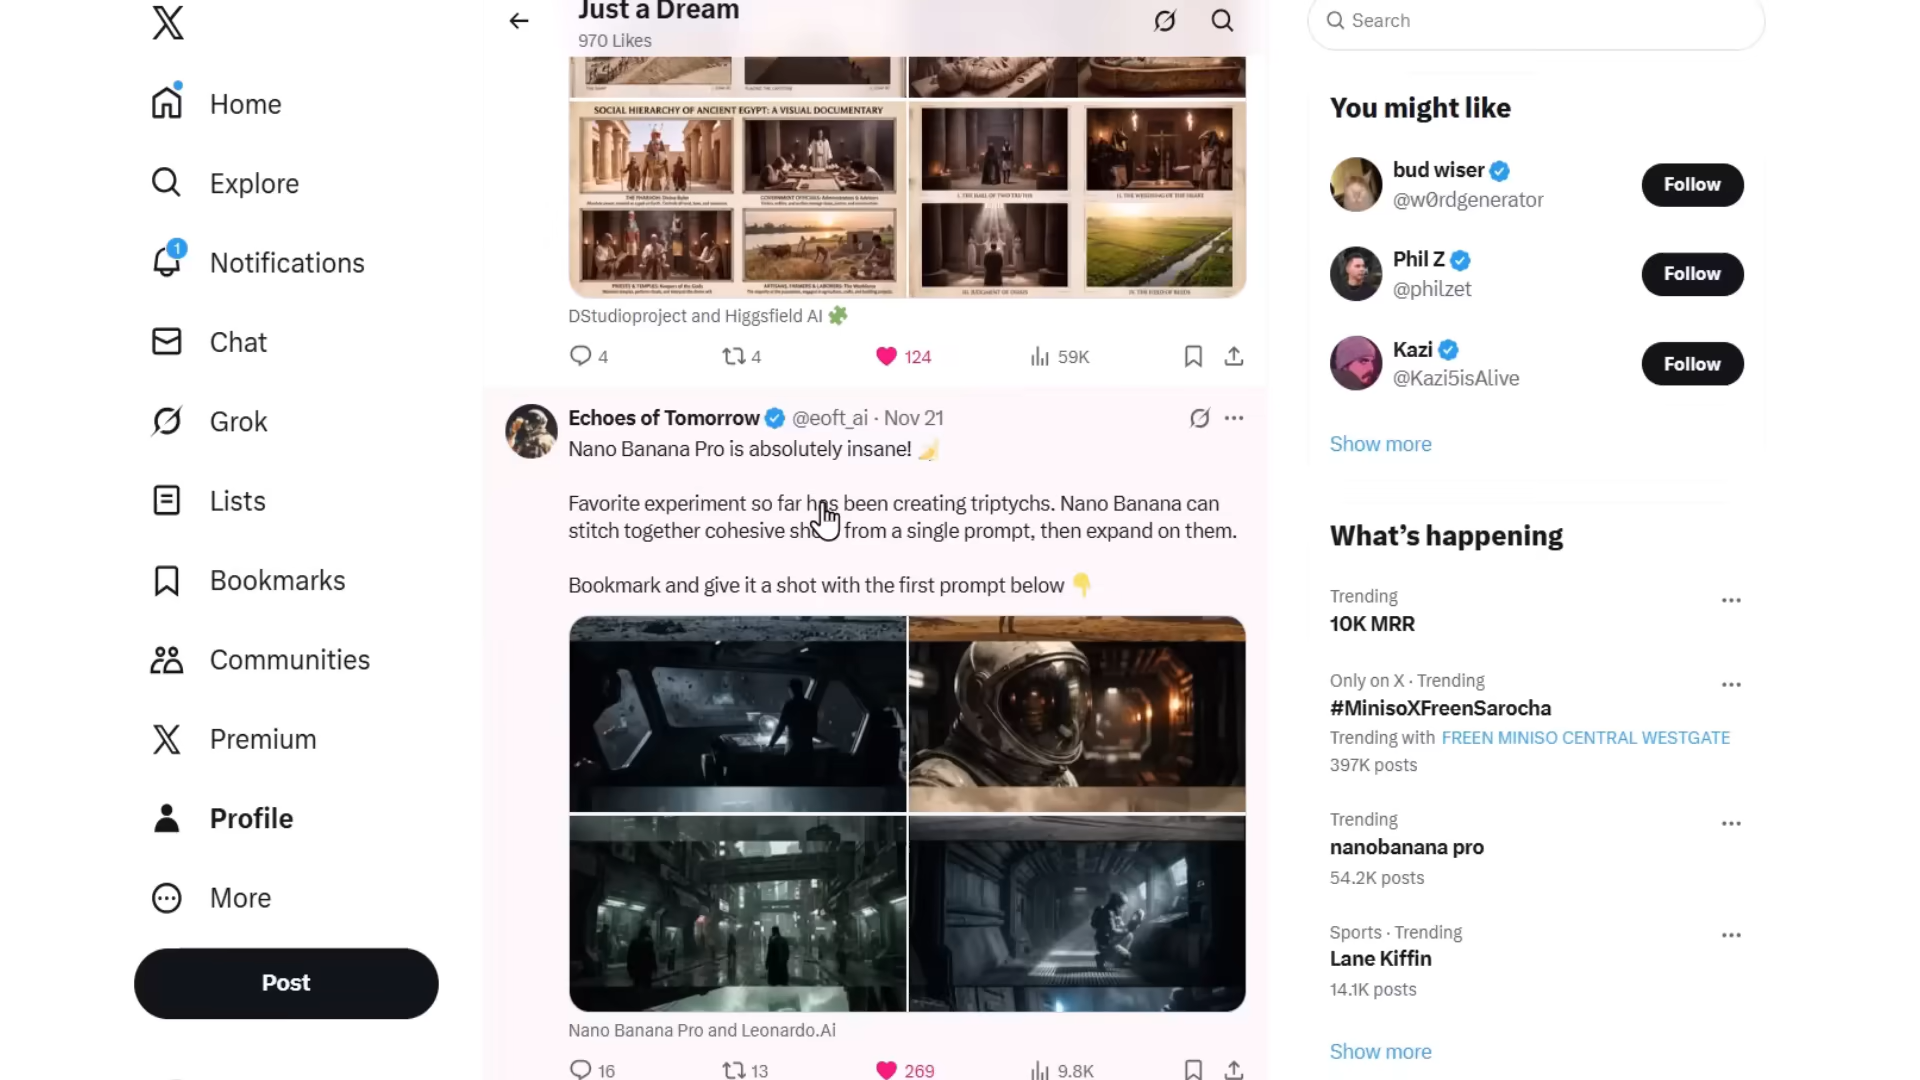 Home
Explore
1
Notifications
Chat
Grok
Lists
Bookmarks
Communities
Premium
Profile
More
Post
Just a Dream
970 Likes
SOCIAL HIERARCHY OF ANCIENT EGYPT: A VISUAL DOCUMENTARY
DStudioproject and Higgsfield AI 🧩
4
4
124
59K
Echoes of Tomorrow @eoft_ai · Nov 21
Nano Banana Pro is absolutely insane! 🍌
Favorite experiment so far has been creating triptychs. Nano Banana can
stitch together cohesive from a single prompt, then expand on them.
Bookmark and give it a shot with the first prompt below 👇
Nano Banana Pro and Leonardo.Ai
16
13
269
9.8K
Search
You might like
bud wiser
@w0rdgenerator
Follow
Phil Z
@philzet
Follow
Kazi
@Kazi5isAlive
Follow
Show more
What's happening
Trending
10K MRR
Only on X · Trending
#MinisoXFreenSarocha
Trending with FREEN MINISO CENTRAL WESTGATE
397K posts
Trending
nanobanana pro
54.2K posts
Sports · Trending
Lane Kiffin
14.1K posts
Show more